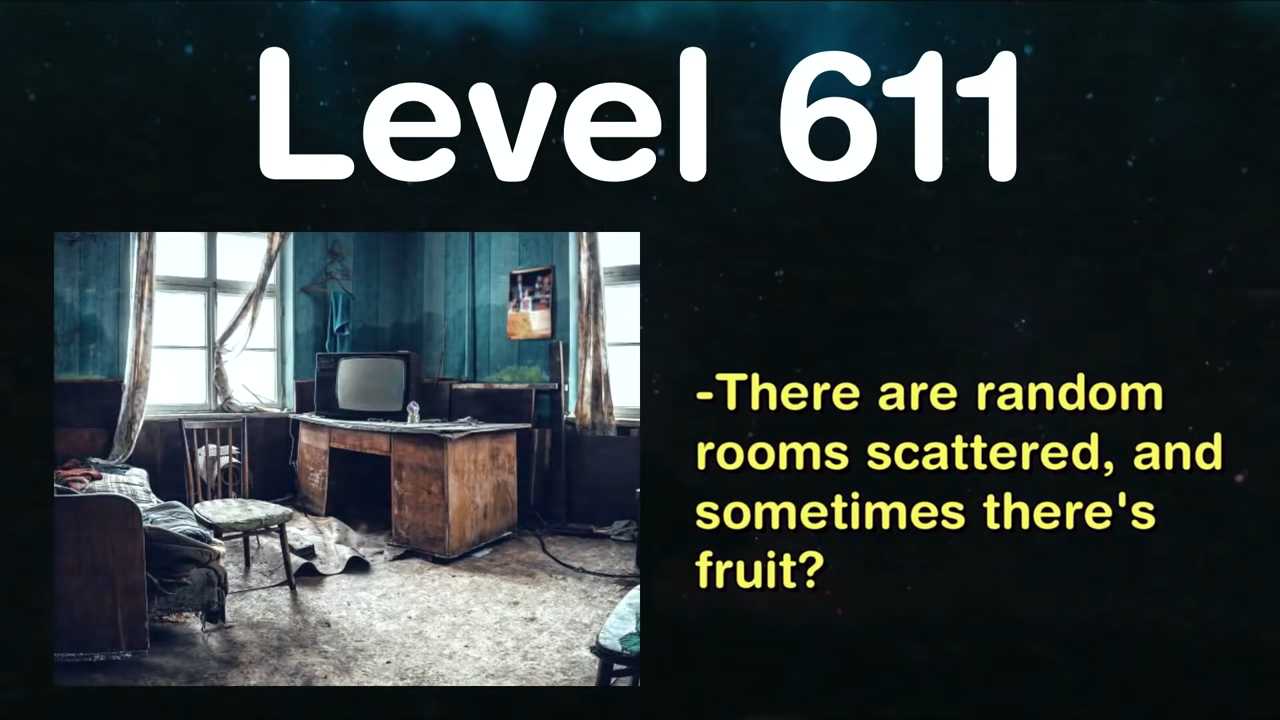 Level 611
-There are random
rooms scattered, and
sometimes there's
fruit?